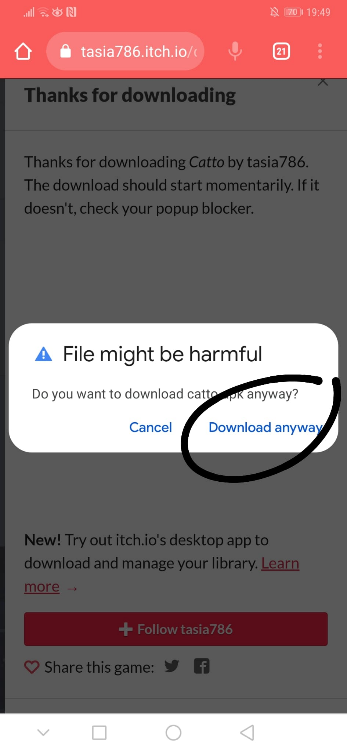 19:49
tasia786.itch.io/c
21
Thanks for downloading
Thanks for downloading Catto by tasia786.
The download should start momentarily. If it
doesn't, check your popup blocker.
File might be harmful
Do you want to download catto.apk anyway?
Cancel
Download anyway
New! Try out itch.io's desktop app to
download and manage your library. Learn
more →
Follow tasia786
Share this game: